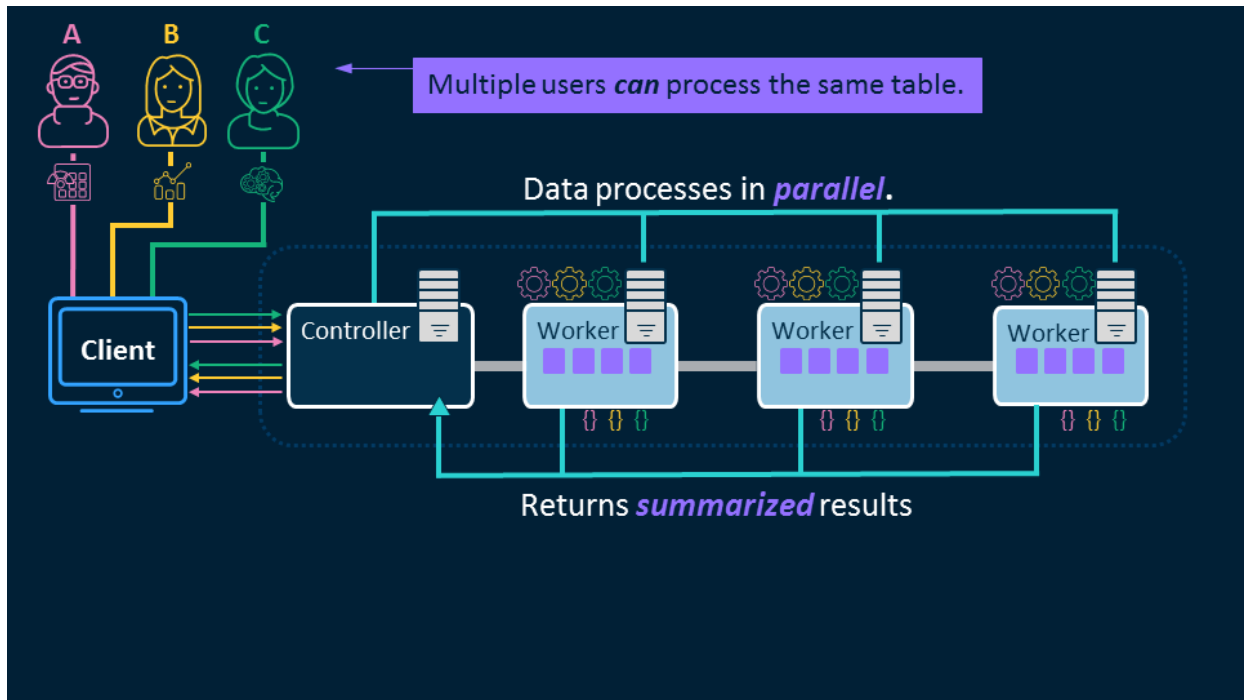 A B C
Multiple users can process the same table.
Data processes in parallel.
Client
Controller
Worker
Worker
Worker
{} {} {}
{} {} {}
{} {} {}
Returns summarized results